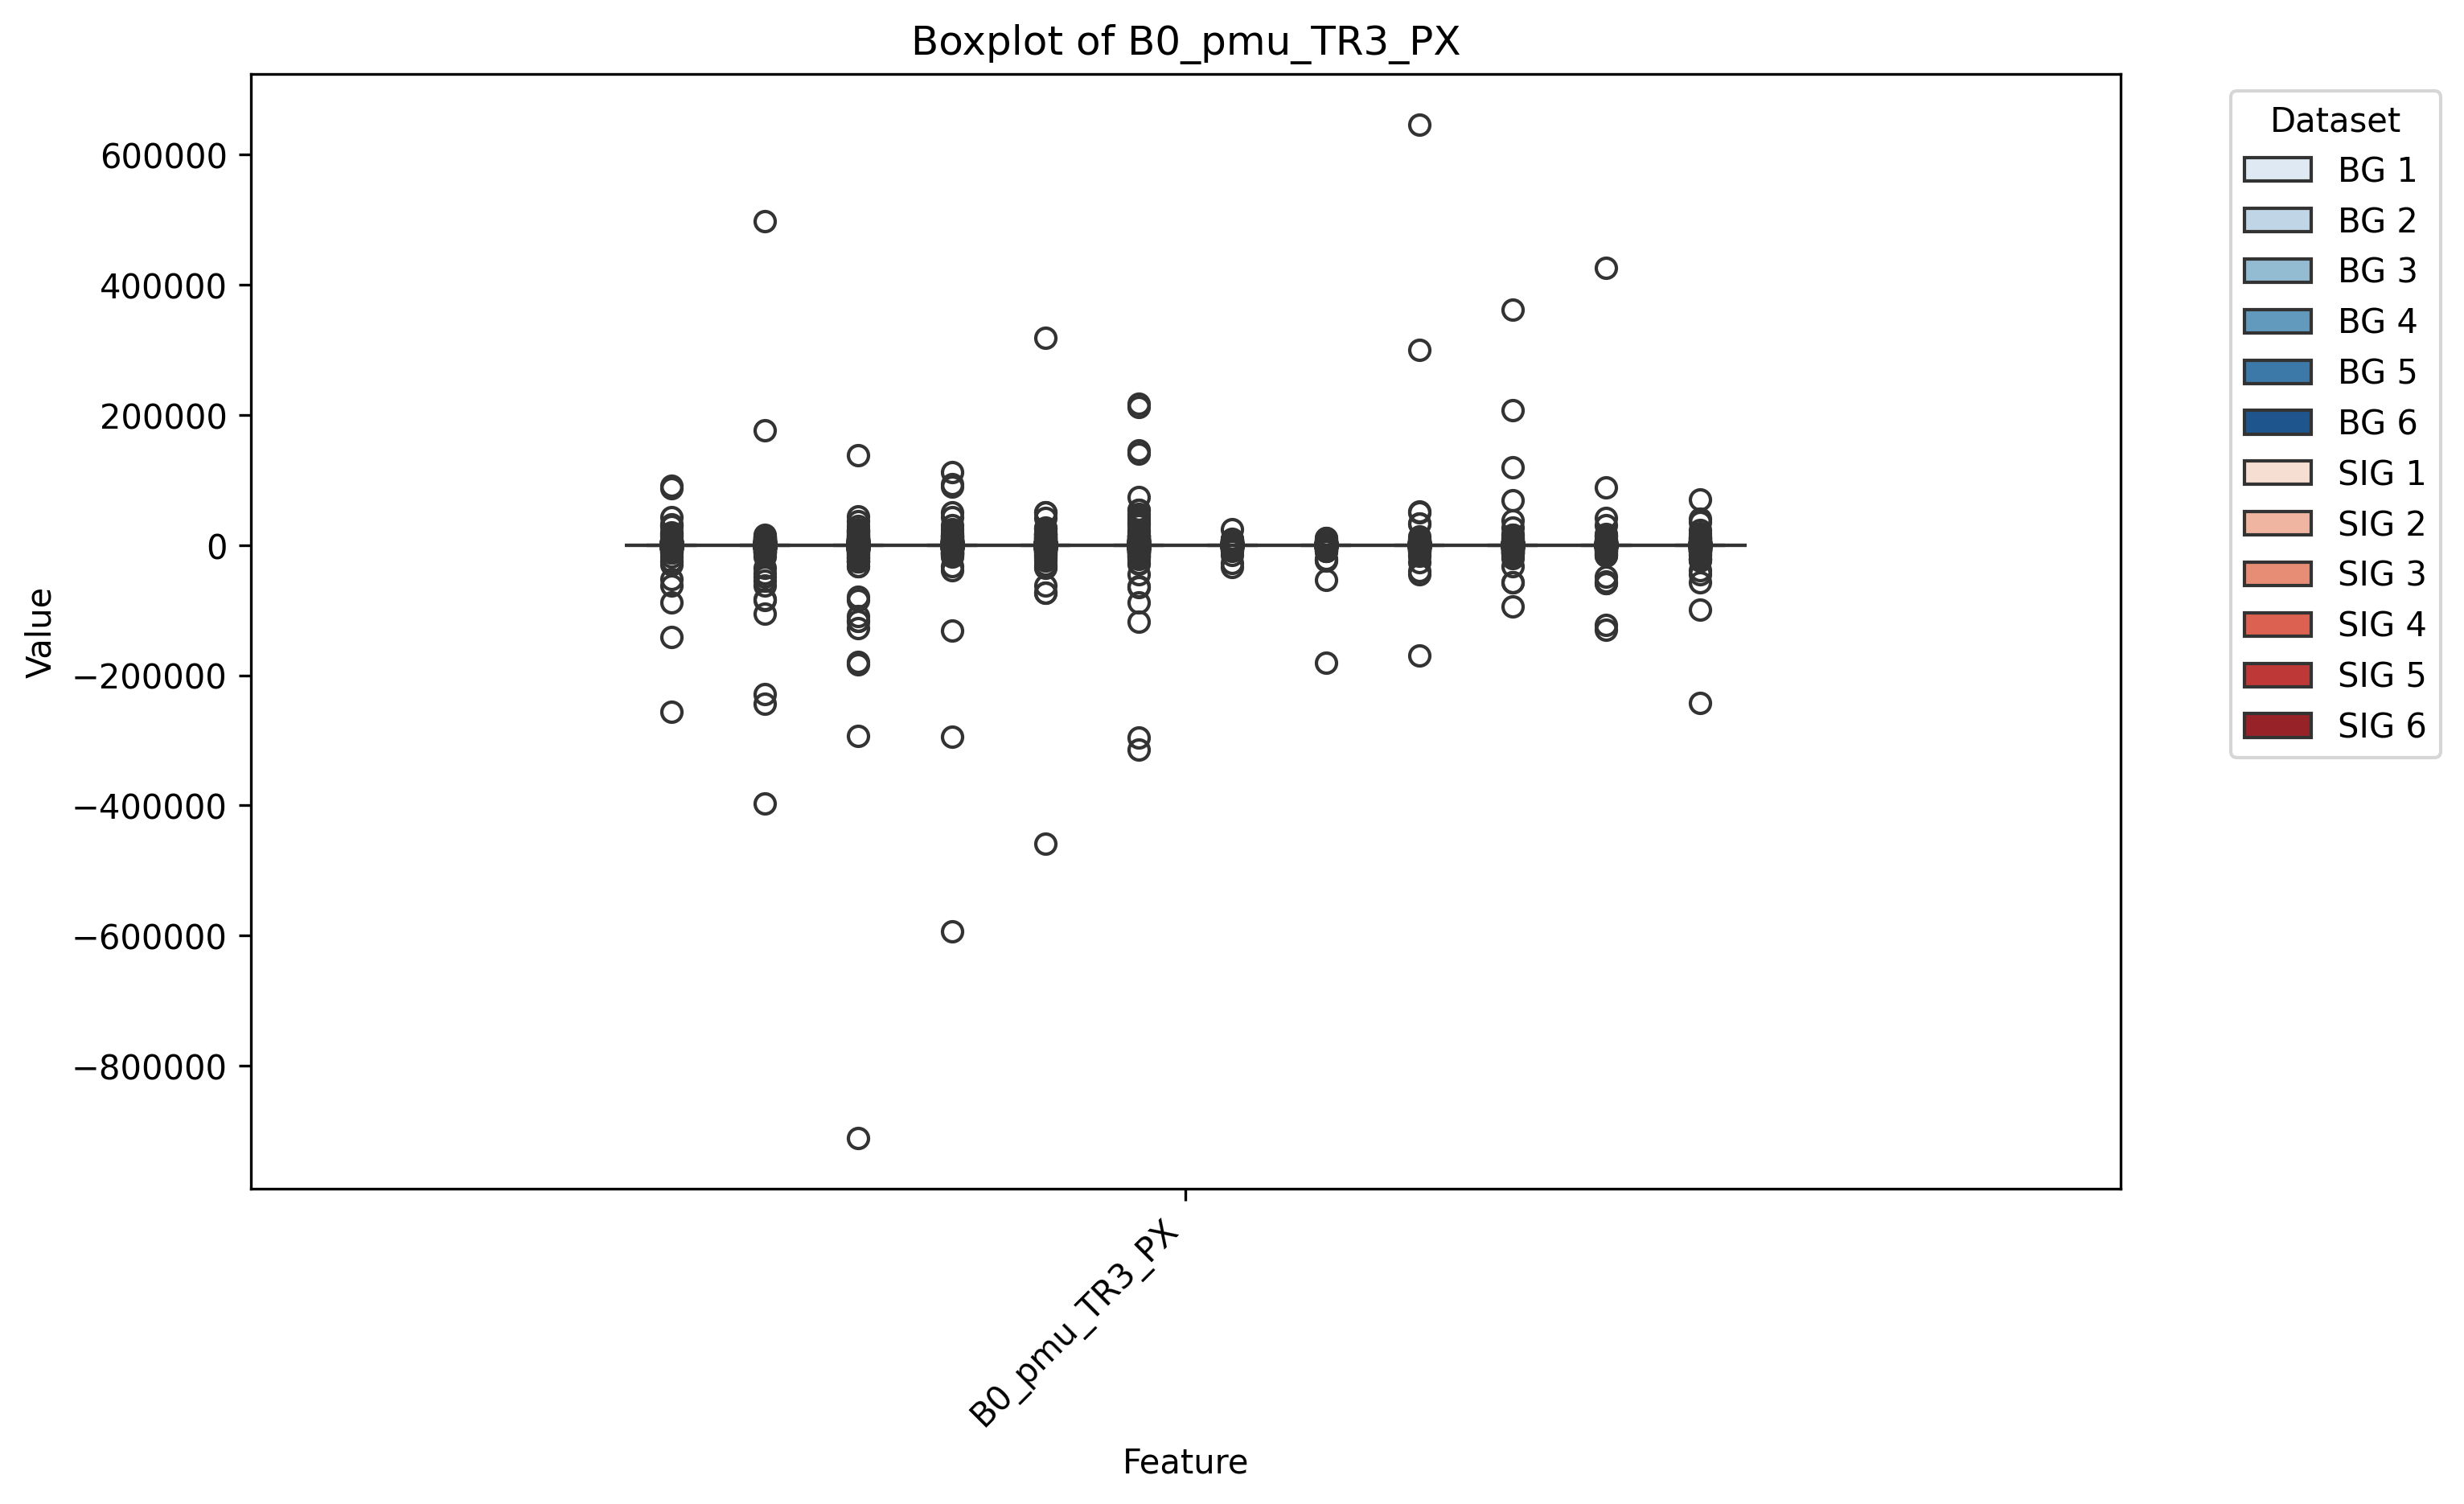 Boxplot of B0_pmu_TR3_PX
Value
600000
400000
200000
0
−200000
−400000
−600000
−800000
B0_pmu_TR3_PX
Feature
Dataset
BG 1
BG 2
BG 3
BG 4
BG 5
BG 6
SIG 1
SIG 2
SIG 3
SIG 4
SIG 5
SIG 6